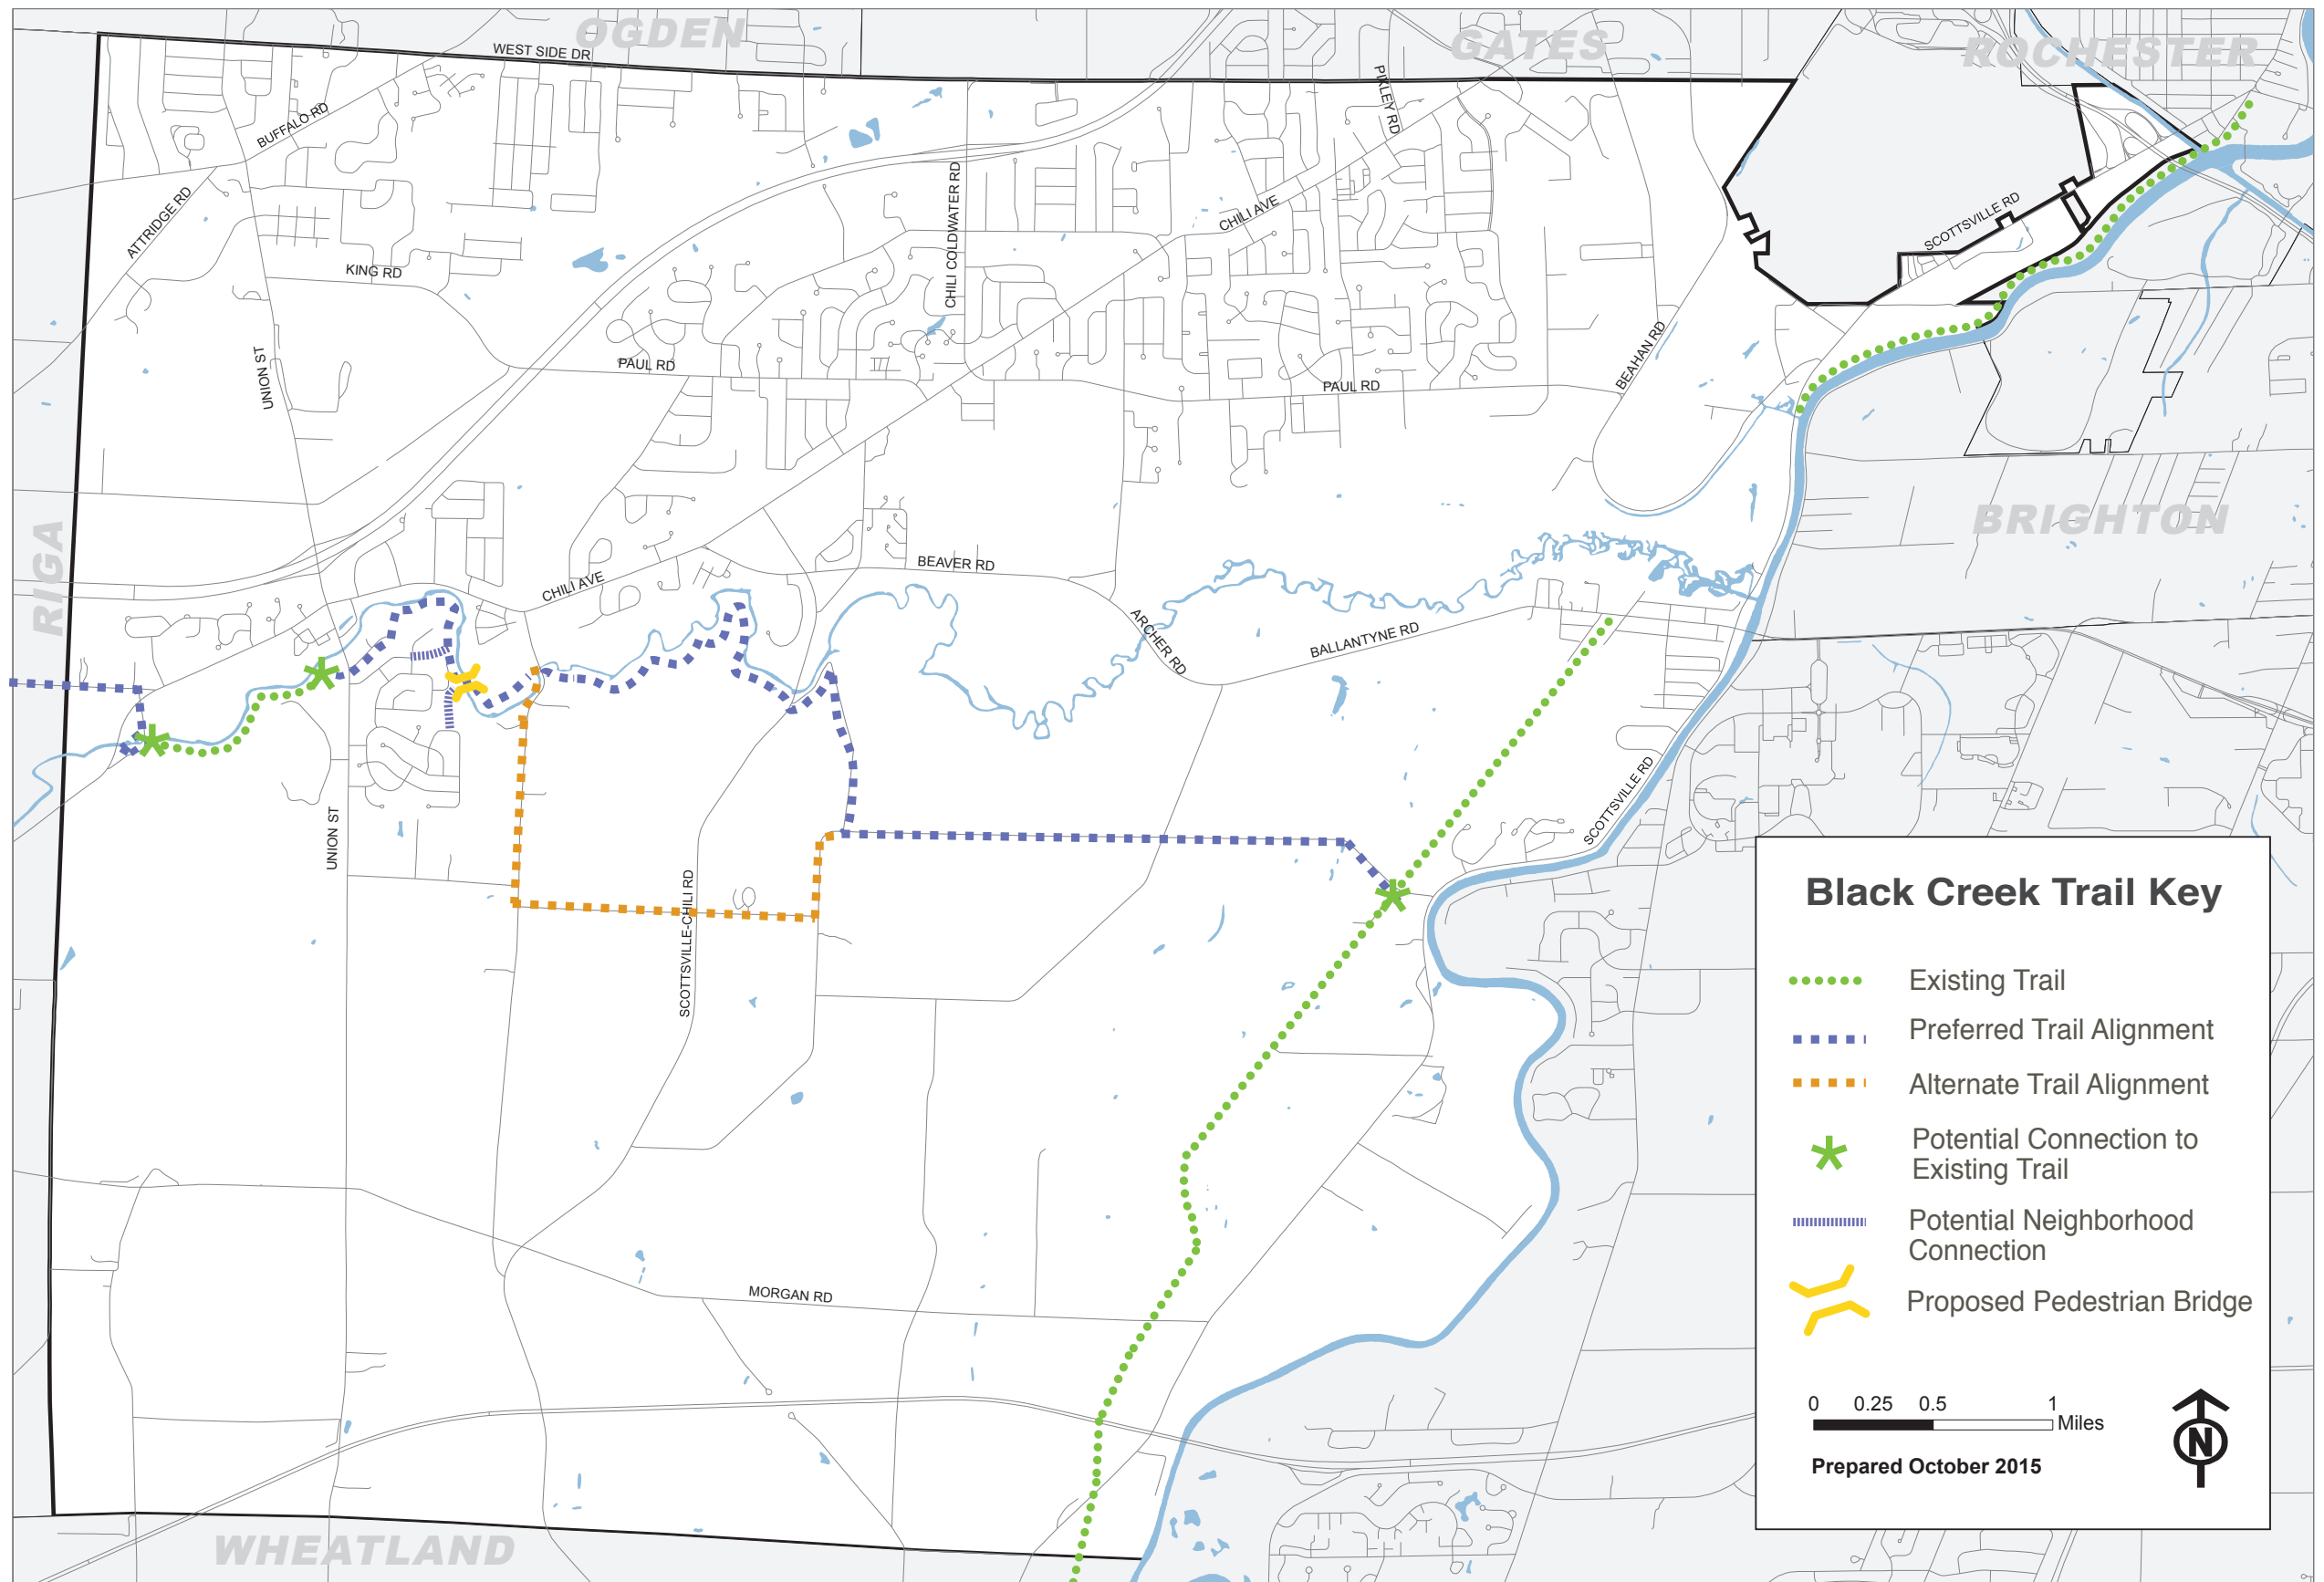 OGDEN
GATES
ROCHESTER
WEST SIDE DR
PIXLEY RD
BUFFALO RD
ATTRIDGE RD
CHILI COLDWATER RD
CHILI AVE
SCOTTSVILLE RD
KING RD
UNION ST
PAUL RD
PAUL RD
BEAHAN RD
RIGA
BRIGHTON
BEAVER RD
CHILI AVE
ARCHER RD
BALLANTYNE RD
UNION ST
SCOTTSVILLE RD
SCOTTSVILLE-CHILI RD
MORGAN RD
WHEATLAND
Black Creek Trail Key
Existing Trail
Preferred Trail Alignment
Alternate Trail Alignment
Potential Connection to
Existing Trail
Potential Neighborhood
Connection
Proposed Pedestrian Bridge
0 0.25 0.5 1
Miles
Prepared October 2015
N